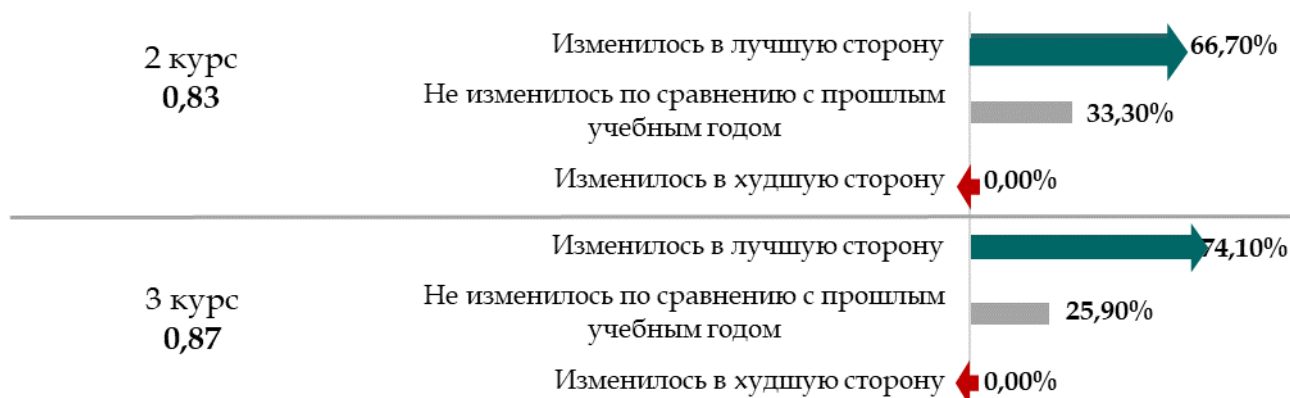 2 курс
0,83
Изменилось в лучшую сторону
66,70%
Не изменилось по сравнению с прошлым
учебным годом
33,30%
Изменилось в худшую сторону
0,00%
3 курс
0,87
Изменилось в лучшую сторону
74,10%
Не изменилось по сравнению с прошлым
учебным годом
25,90%
Изменилось в худшую сторону
0,00%